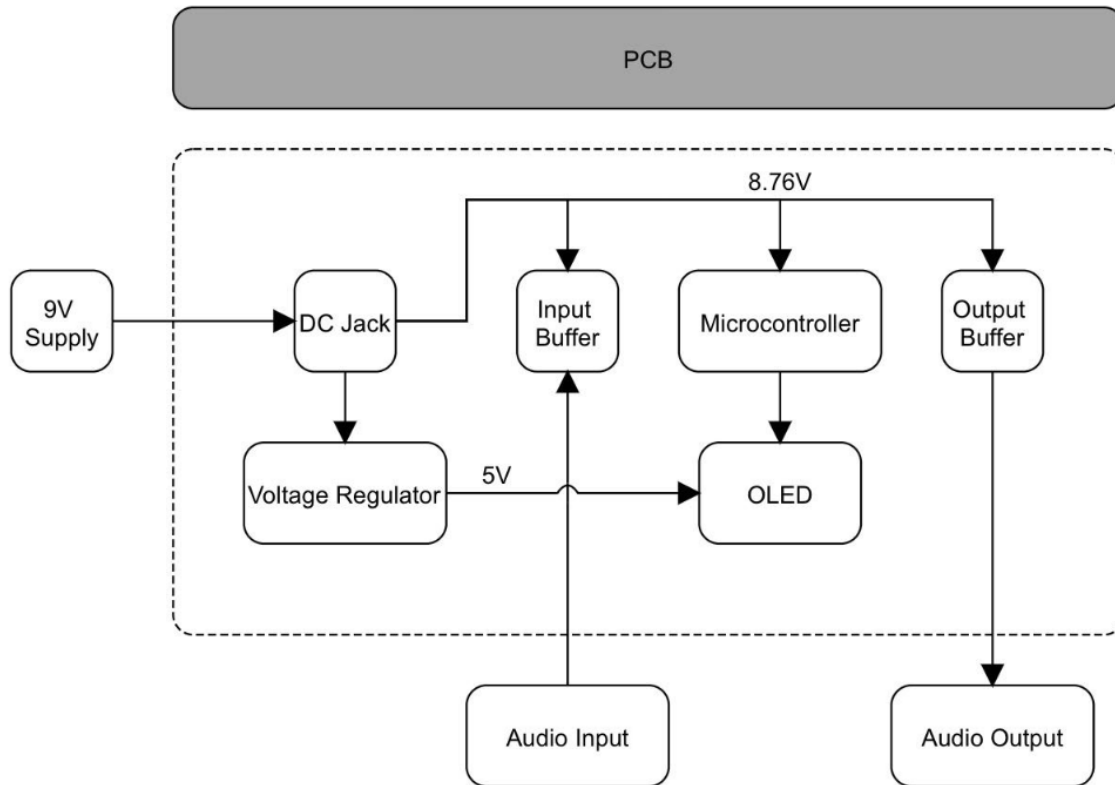 PCB
8.76V
9V
Supply
DC Jack
Input
Buffer
Microcontroller
Output
Buffer
Voltage Regulator
5V
OLED
Audio Input
Audio Output